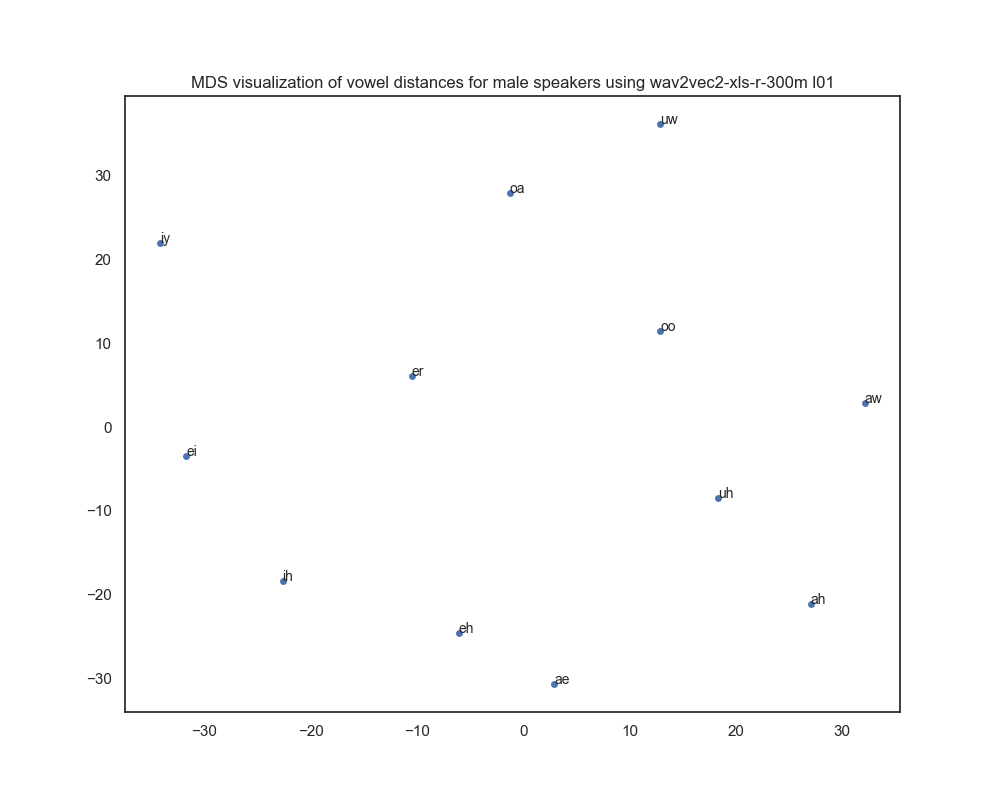 MDS visualization of vowel distances for male speakers using wav2vec2-xls-r-300m l01
uw
30
oa
iy
20
10
oo
er
aw
0
ei
uh
−10
ih
−20
ah
eh
−30
ae
−30 −20 −10 0 10 20 30